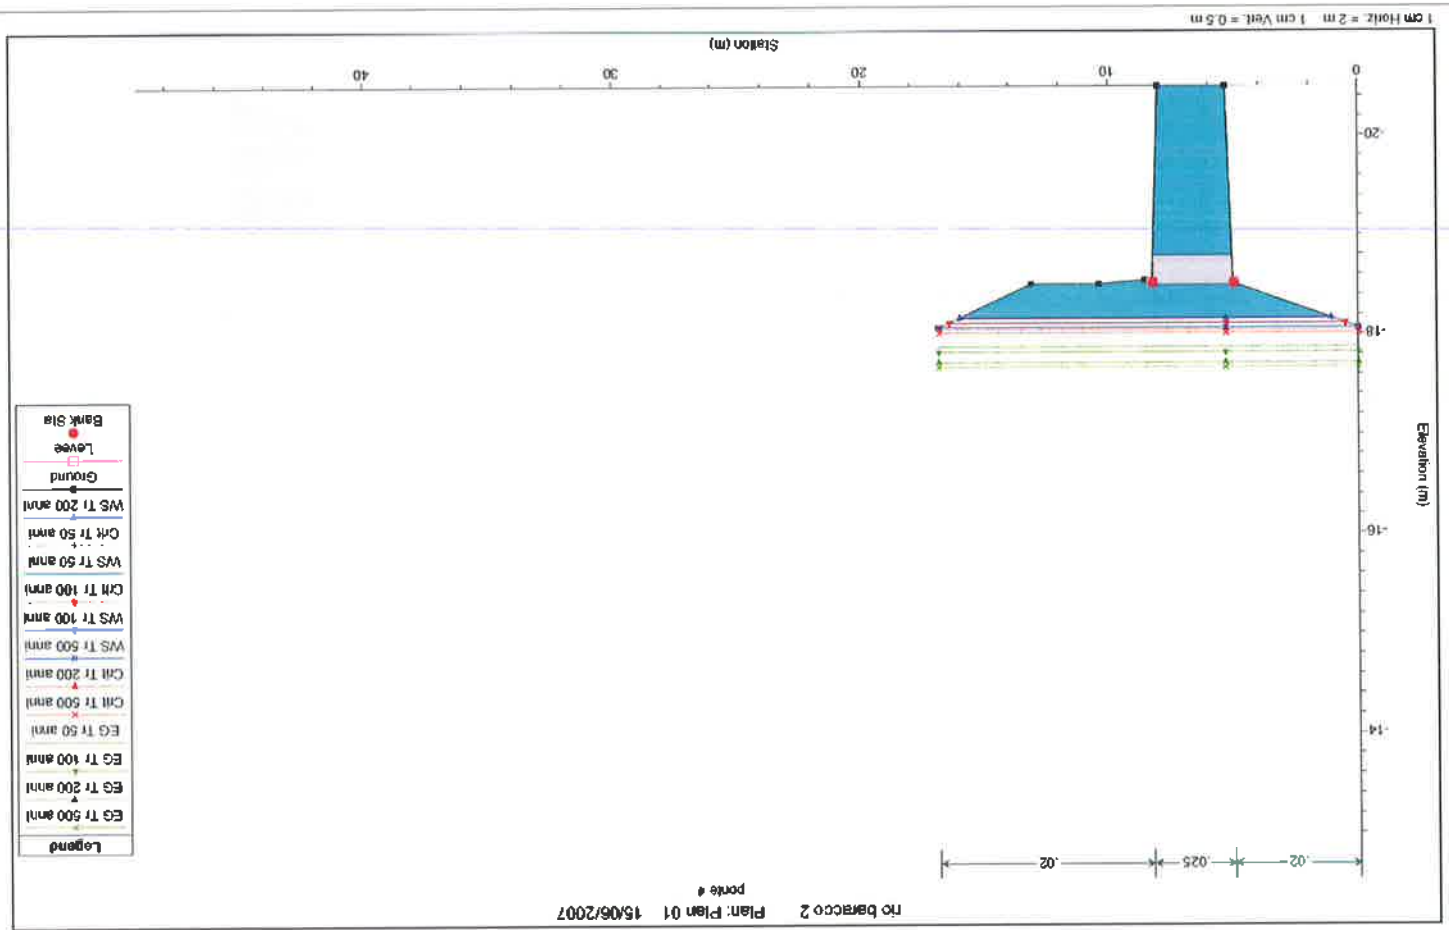 rio baracco 2 Plan: Plan 01 15/06/2007
ponte 4
.02
.025
.02
Legend
EG Tr 500 anni
EG Tr 200 anni
EG Tr 100 anni
EG Tr 50 anni
Crit Tr 500 anni
Crit Tr 200 anni
WS Tr 500 anni
WS Tr 100 anni
Crit Tr 100 anni
WS Tr 50 anni
Crit Tr 50 anni
WS Tr 200 anni
Ground
Levee
Bank Sta
Elevation (m)
-14
-16
-18
-20
0
10
20
30
40
Station (m)
1 cm Horiz. = 2 m 1 cm Vert. = 0.5 m